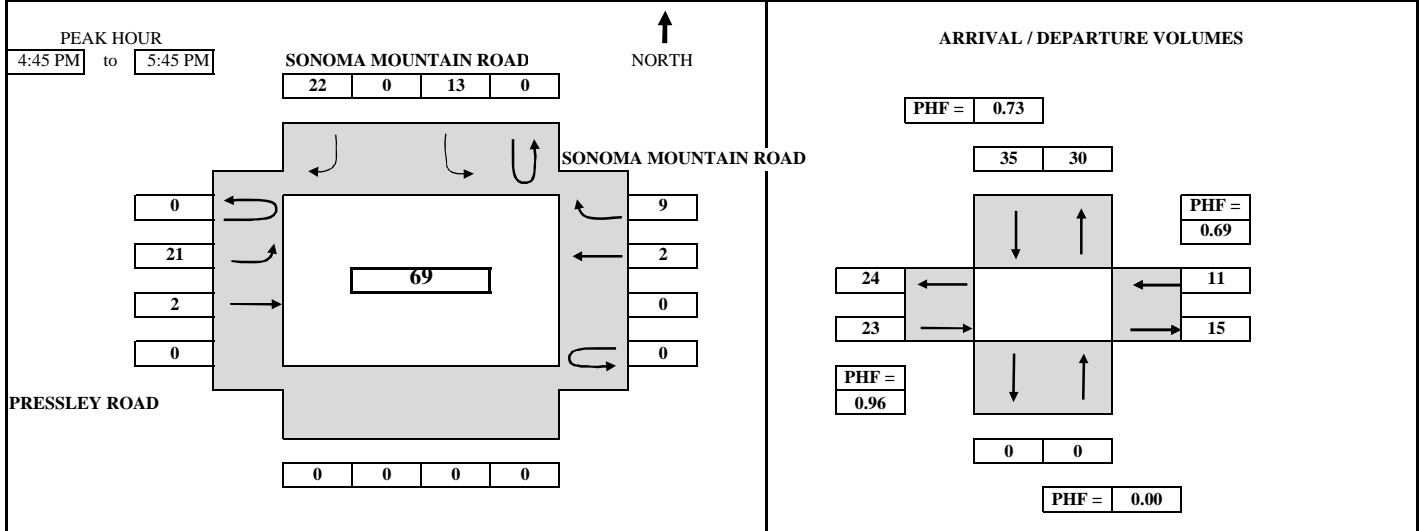 PEAK HOUR
4:45 PM to 5:45 PM
SONOMA MOUNTAIN ROAD
NORTH
22 0 13 0
SONOMA MOUNTAIN ROAD
0 9
21 2
69
2 0
0 0
PRESSLEY ROAD
0 0 0 0
ARRIVAL / DEPARTURE VOLUMES
PHF = 0.73
35 30
PHF =
0.69
24 11
23 15
PHF =
0.96
0 0
PHF = 0.00